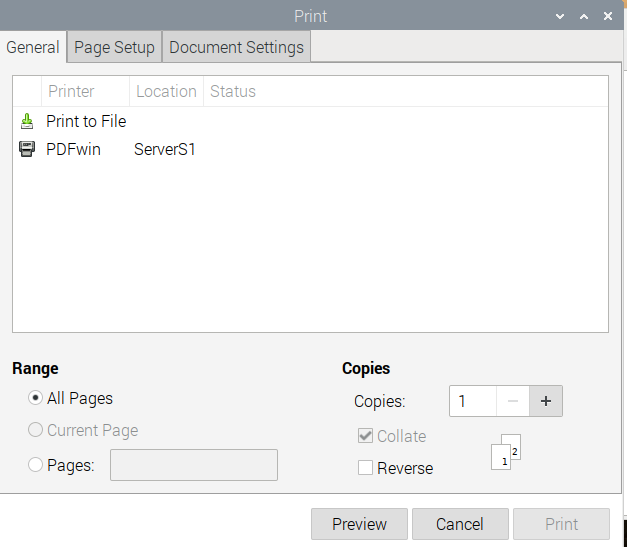 Print
General Page Setup Document Settings
Printer Location Status
Print to File
PDFwin ServerS1
Range Copies
All Pages Copies: 1
Current Page Collate
Pages: Reverse
1 2
Preview Cancel Print